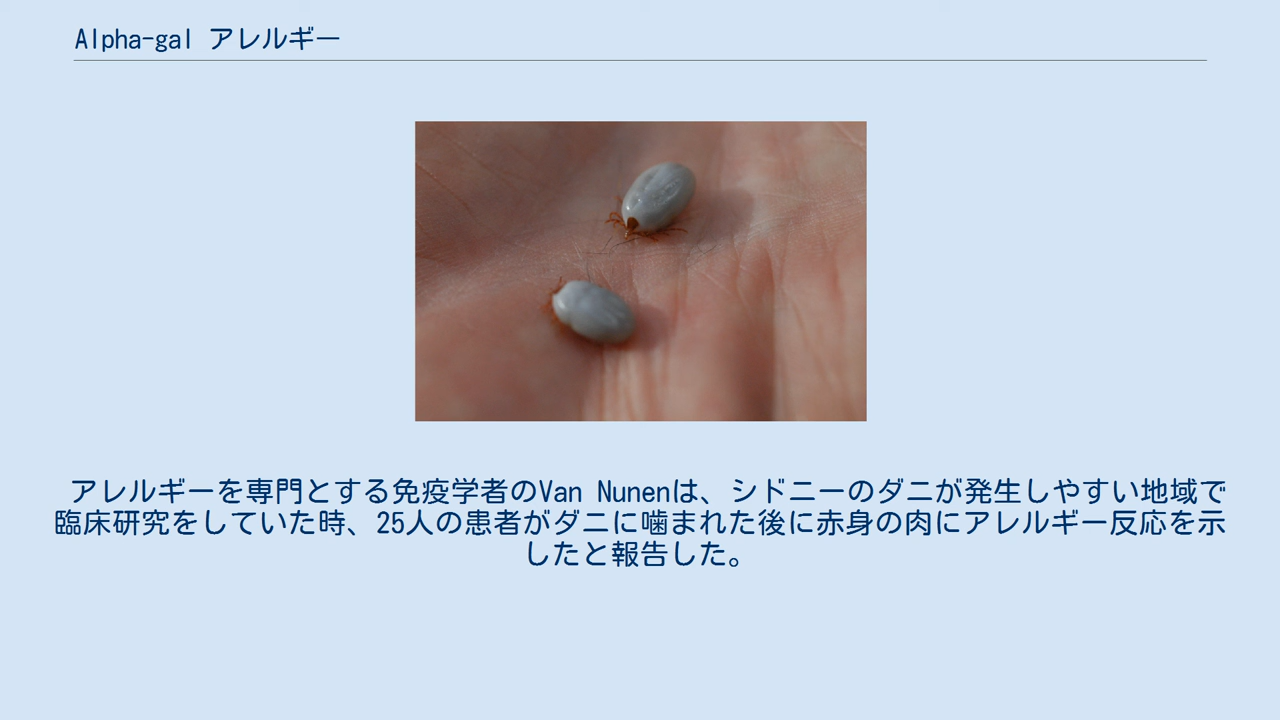 Alpha-gal アレルギー
アレルギーを専門とする免疫学者のVan Nunenは、シドニーのダニが発生しやすい地域で
臨床研究をしていた時、25人の患者がダニに噛まれた後に赤身の肉にアレルギー反応を示
したと報告した。